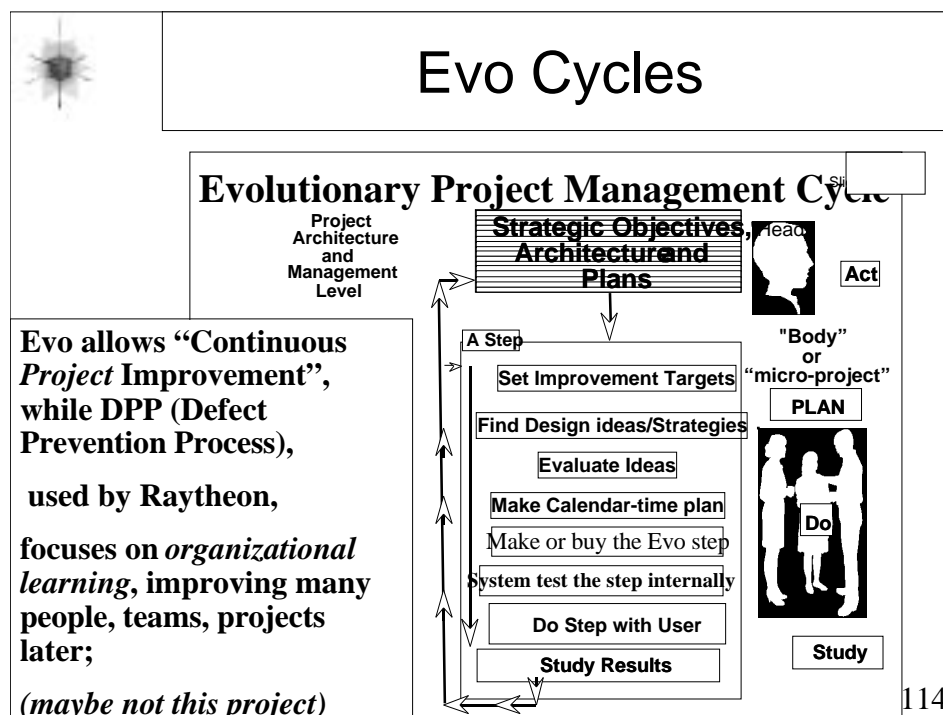 Evo Cycles
Evolutionary Project Management Cycle
Sli
Project
Architecture
and
Management
Level
Strategic Objectives,
Architecture and
Plans
Head
Act
A Step
Set Improvement Targets
Find Design ideas/Strategies
Evaluate Ideas
Make Calendar-time plan
Make or buy the Evo step
System test the step internally
Do Step with User
Study Results
"Body”
or
“micro-project”
PLAN
Do
Study
Evo allows “Continuous
Project Improvement”,
while DPP (Defect
Prevention Process),
used by Raytheon,
focuses on organizational
learning, improving many
people, teams, projects
later;
(maybe not this project)
114